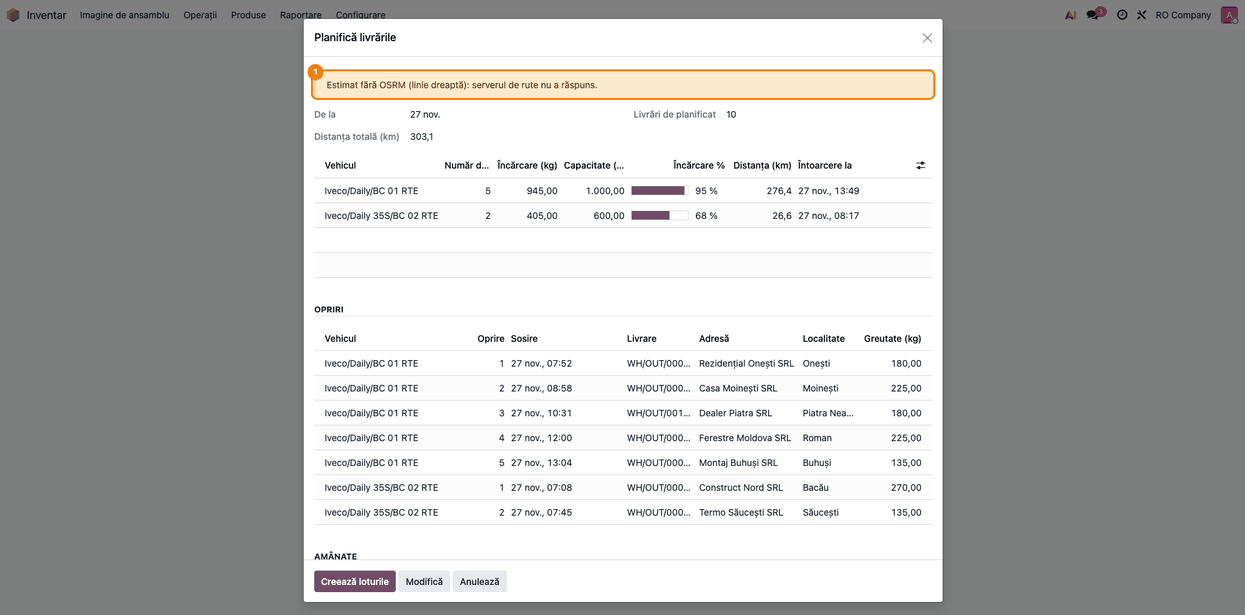 Inventar Imagine de ansamblu Operații Produse Raportare Configurare AI 3 RO Company A
Planifică livrările
1
Estimat fără OSRM (linie dreaptă): serverul de rute nu a răspuns.
De la 27 nov. Livrări de planificat 10
Distanța totală (km) 303,1
Vehicul Număr d... Încărcare (kg) Capacitate (... Încărcare % Distanța (km) Întoarcere la
Iveco/Daily/BC 01 RTE 5 945,00 1.000,00 95 % 276,4 27 nov., 13:49
Iveco/Daily 35S/BC 02 RTE 2 405,00 600,00 68 % 26,6 27 nov., 08:17
OPRIRI
Vehicul Oprire Sosire Livrare Adresă Localitate Greutate (kg)
Iveco/Daily/BC 01 RTE 1 27 nov., 07:52 WH/OUT/000... Rezidențial Onești SRL Onești 180,00
Iveco/Daily/BC 01 RTE 2 27 nov., 08:58 WH/OUT/000... Casa Moinești SRL Moinești 225,00
Iveco/Daily/BC 01 RTE 3 27 nov., 10:31 WH/OUT/001... Dealer Piatra SRL Piatra Nea... 180,00
Iveco/Daily/BC 01 RTE 4 27 nov., 12:00 WH/OUT/000... Ferestre Moldova SRL Roman 225,00
Iveco/Daily/BC 01 RTE 5 27 nov., 13:04 WH/OUT/000... Montaj Buhuși SRL Buhuși 135,00
Iveco/Daily 35S/BC 02 RTE 1 27 nov., 07:08 WH/OUT/000... Construct Nord SRL Bacău 270,00
Iveco/Daily 35S/BC 02 RTE 2 27 nov., 07:45 WH/OUT/000... Termo Săucești SRL Săucești 135,00
AMÂNATE
Creează loturile Modifică Anulează